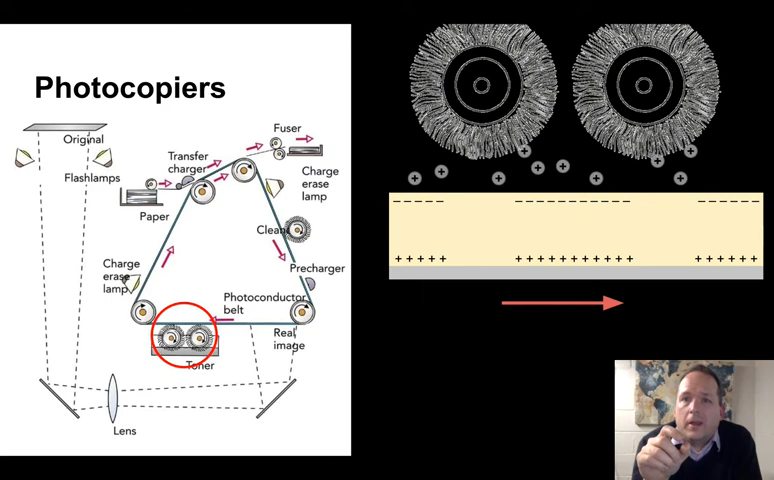 Photocopiers
Original
Flashlamps
Fuser
Transfer
charger
Charge
erase
lamp
Paper
Clean
Precharger
Charge
erase
lamp
Photoconductor
belt
Real
image
Toner
Lens
+ + + + + + + +
− − − − − − − − − − − − − − − − − − − − − − −
+ + + + + + + + + + + + + + + + + + + + + + +